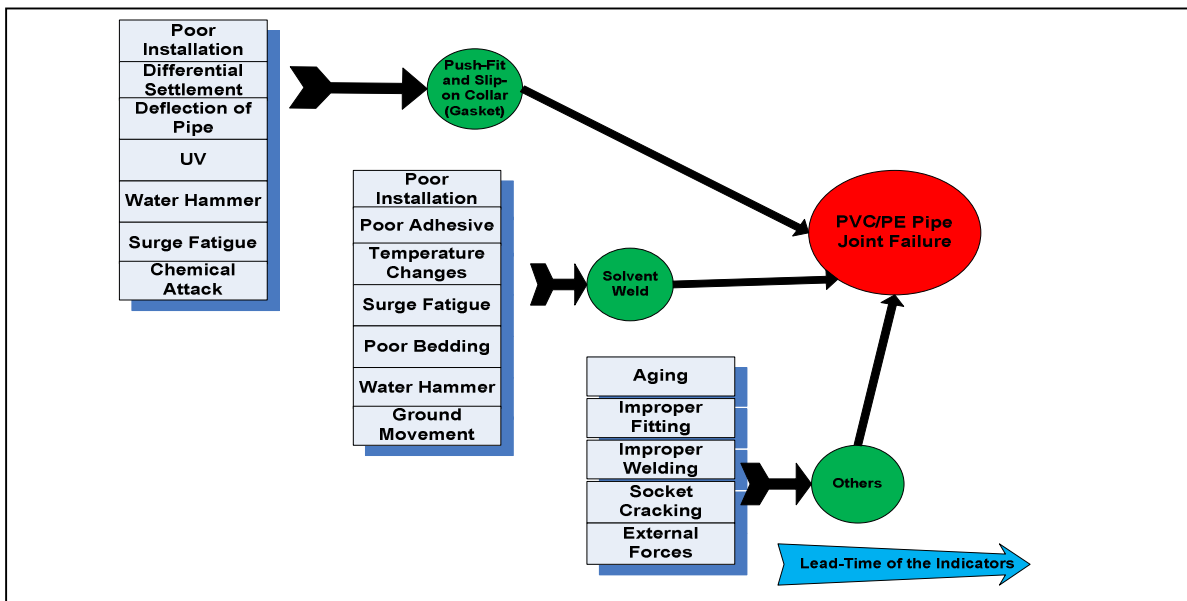 Poor
Installation
Differential
Settlement
Deflection of
Pipe
UV
Water Hammer
Surge Fatigue
Chemical
Attack
Push-Fit
and Slip-
on Collar
(Gasket)
Poor
Installation
Poor Adhesive
Temperature
Changes
Surge Fatigue
Poor Bedding
Water Hammer
Ground
Movement
Solvent
Weld
PVC/PE Pipe
Joint Failure
Aging
Improper
Fitting
Improper
Welding
Socket
Cracking
External
Forces
Others
Lead-Time of the Indicators